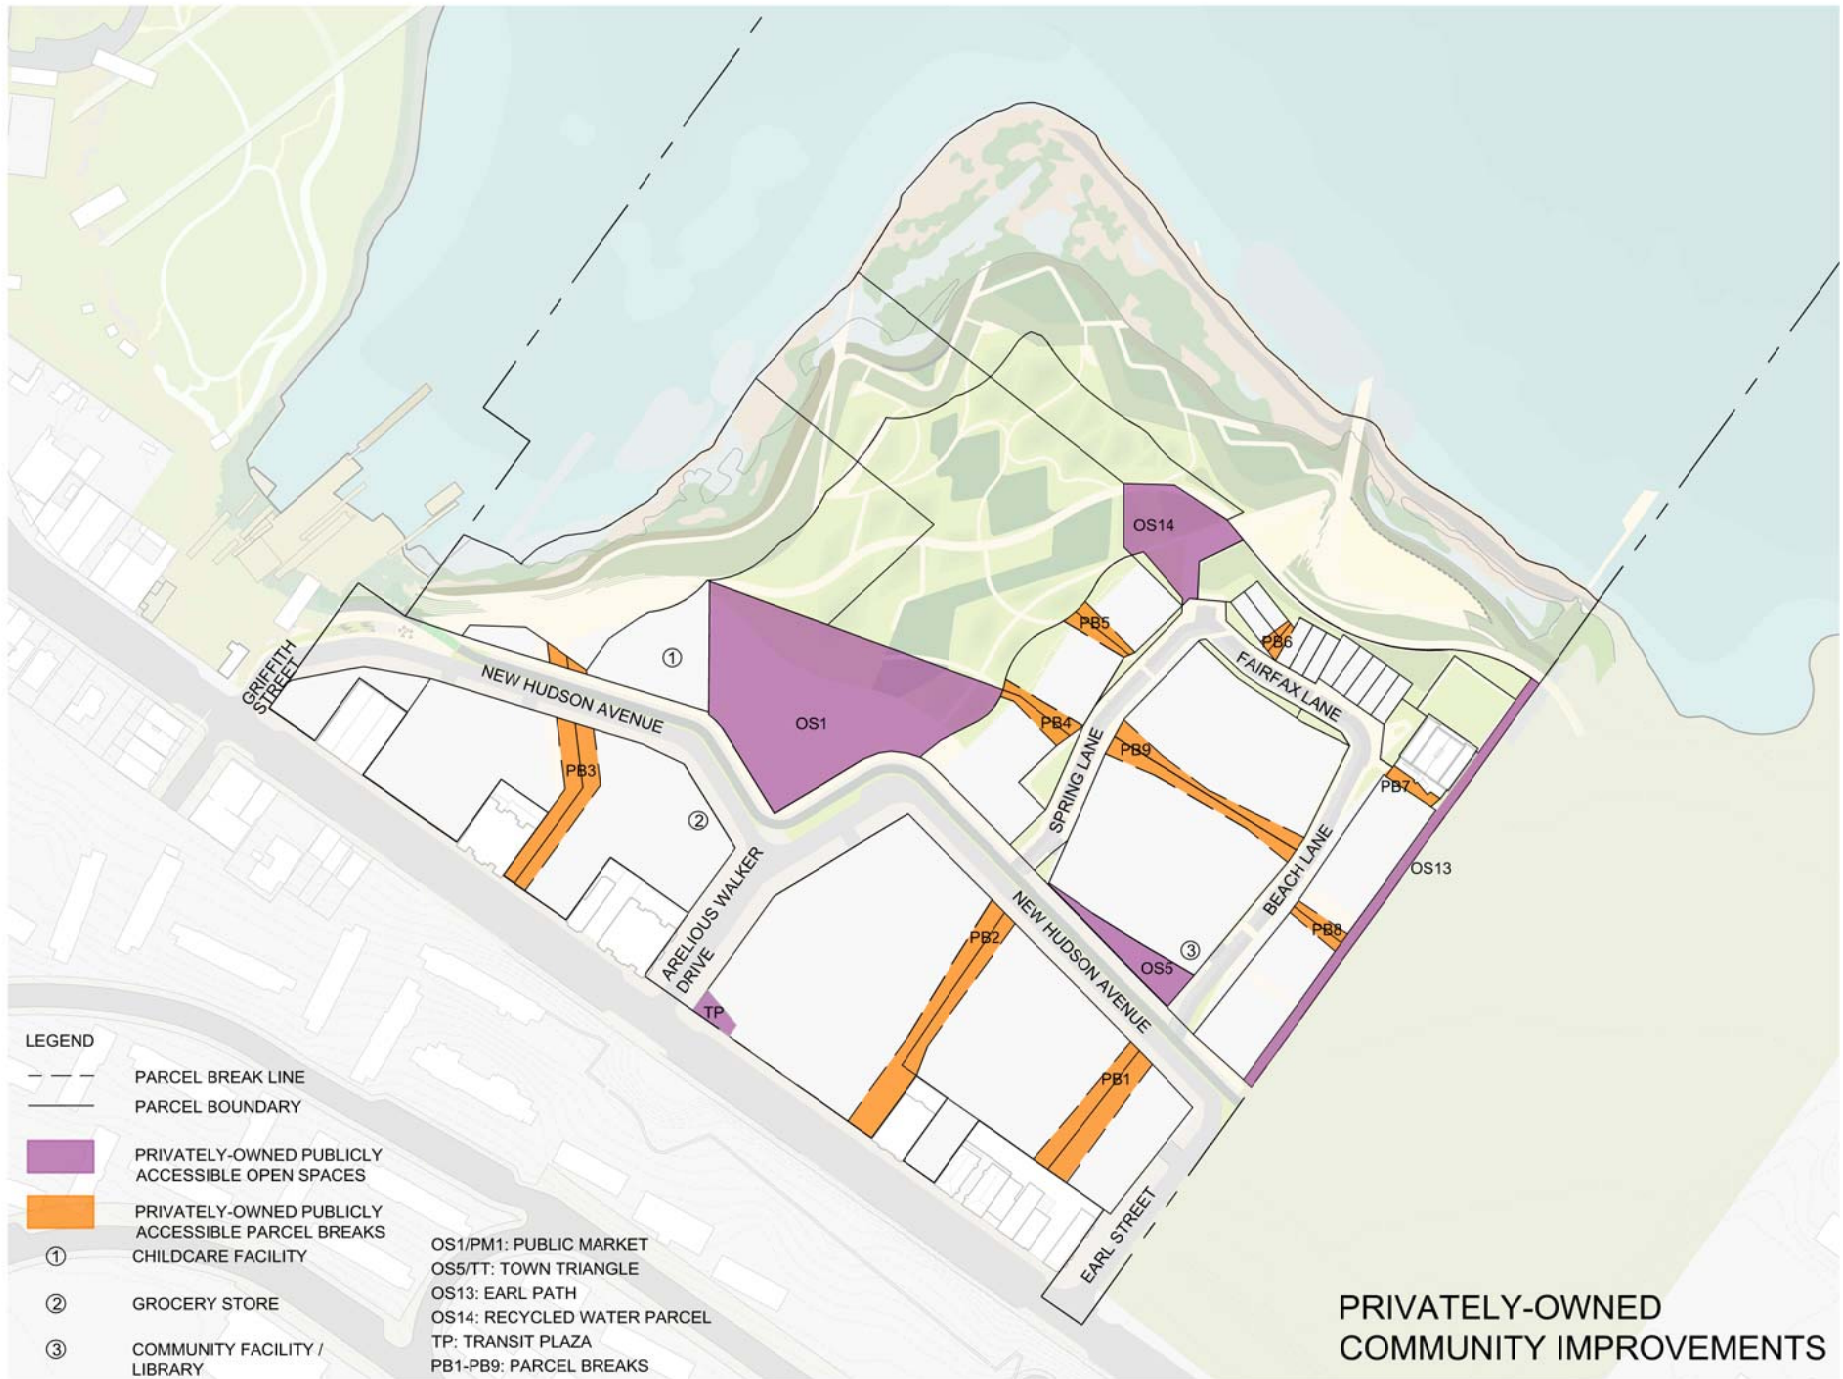 OS14
PB5
PB6
GRIFFITH
STREET
①
NEW HUDSON AVENUE
FAIRFAX LANE
OS1
PB4
PB9
PB3
SPRING LANE
PB7
②
OS13
ARELIOUS WALKER
DRIVE
BEACH LANE
NEW HUDSON AVENUE
PB2
PB8
③
OS5
TP
PB1
EARL STREET
LEGEND
PARCEL BREAK LINE
PARCEL BOUNDARY
PRIVATELY-OWNED PUBLICLY
ACCESSIBLE OPEN SPACES
PRIVATELY-OWNED PUBLICLY
ACCESSIBLE PARCEL BREAKS
① CHILDCARE FACILITY
② GROCERY STORE
③ COMMUNITY FACILITY /
LIBRARY
OS1/PM1: PUBLIC MARKET
OS5/TT: TOWN TRIANGLE
OS13: EARL PATH
OS14: RECYCLED WATER PARCEL
TP: TRANSIT PLAZA
PB1-PB9: PARCEL BREAKS
PRIVATELY-OWNED
COMMUNITY IMPROVEMENTS